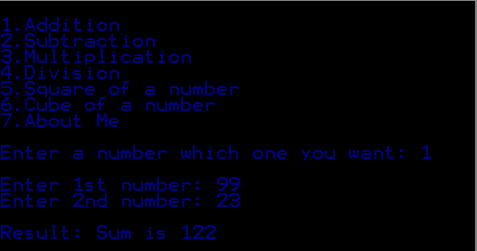 1.Addition
2.Subtraction
3.Multiplication
4.Division
5.Square of a number
6.Cube of a number
7.About Me
Enter a number which one you want: 1
Enter 1st number: 99
Enter 2nd number: 23
Result: Sum is 122